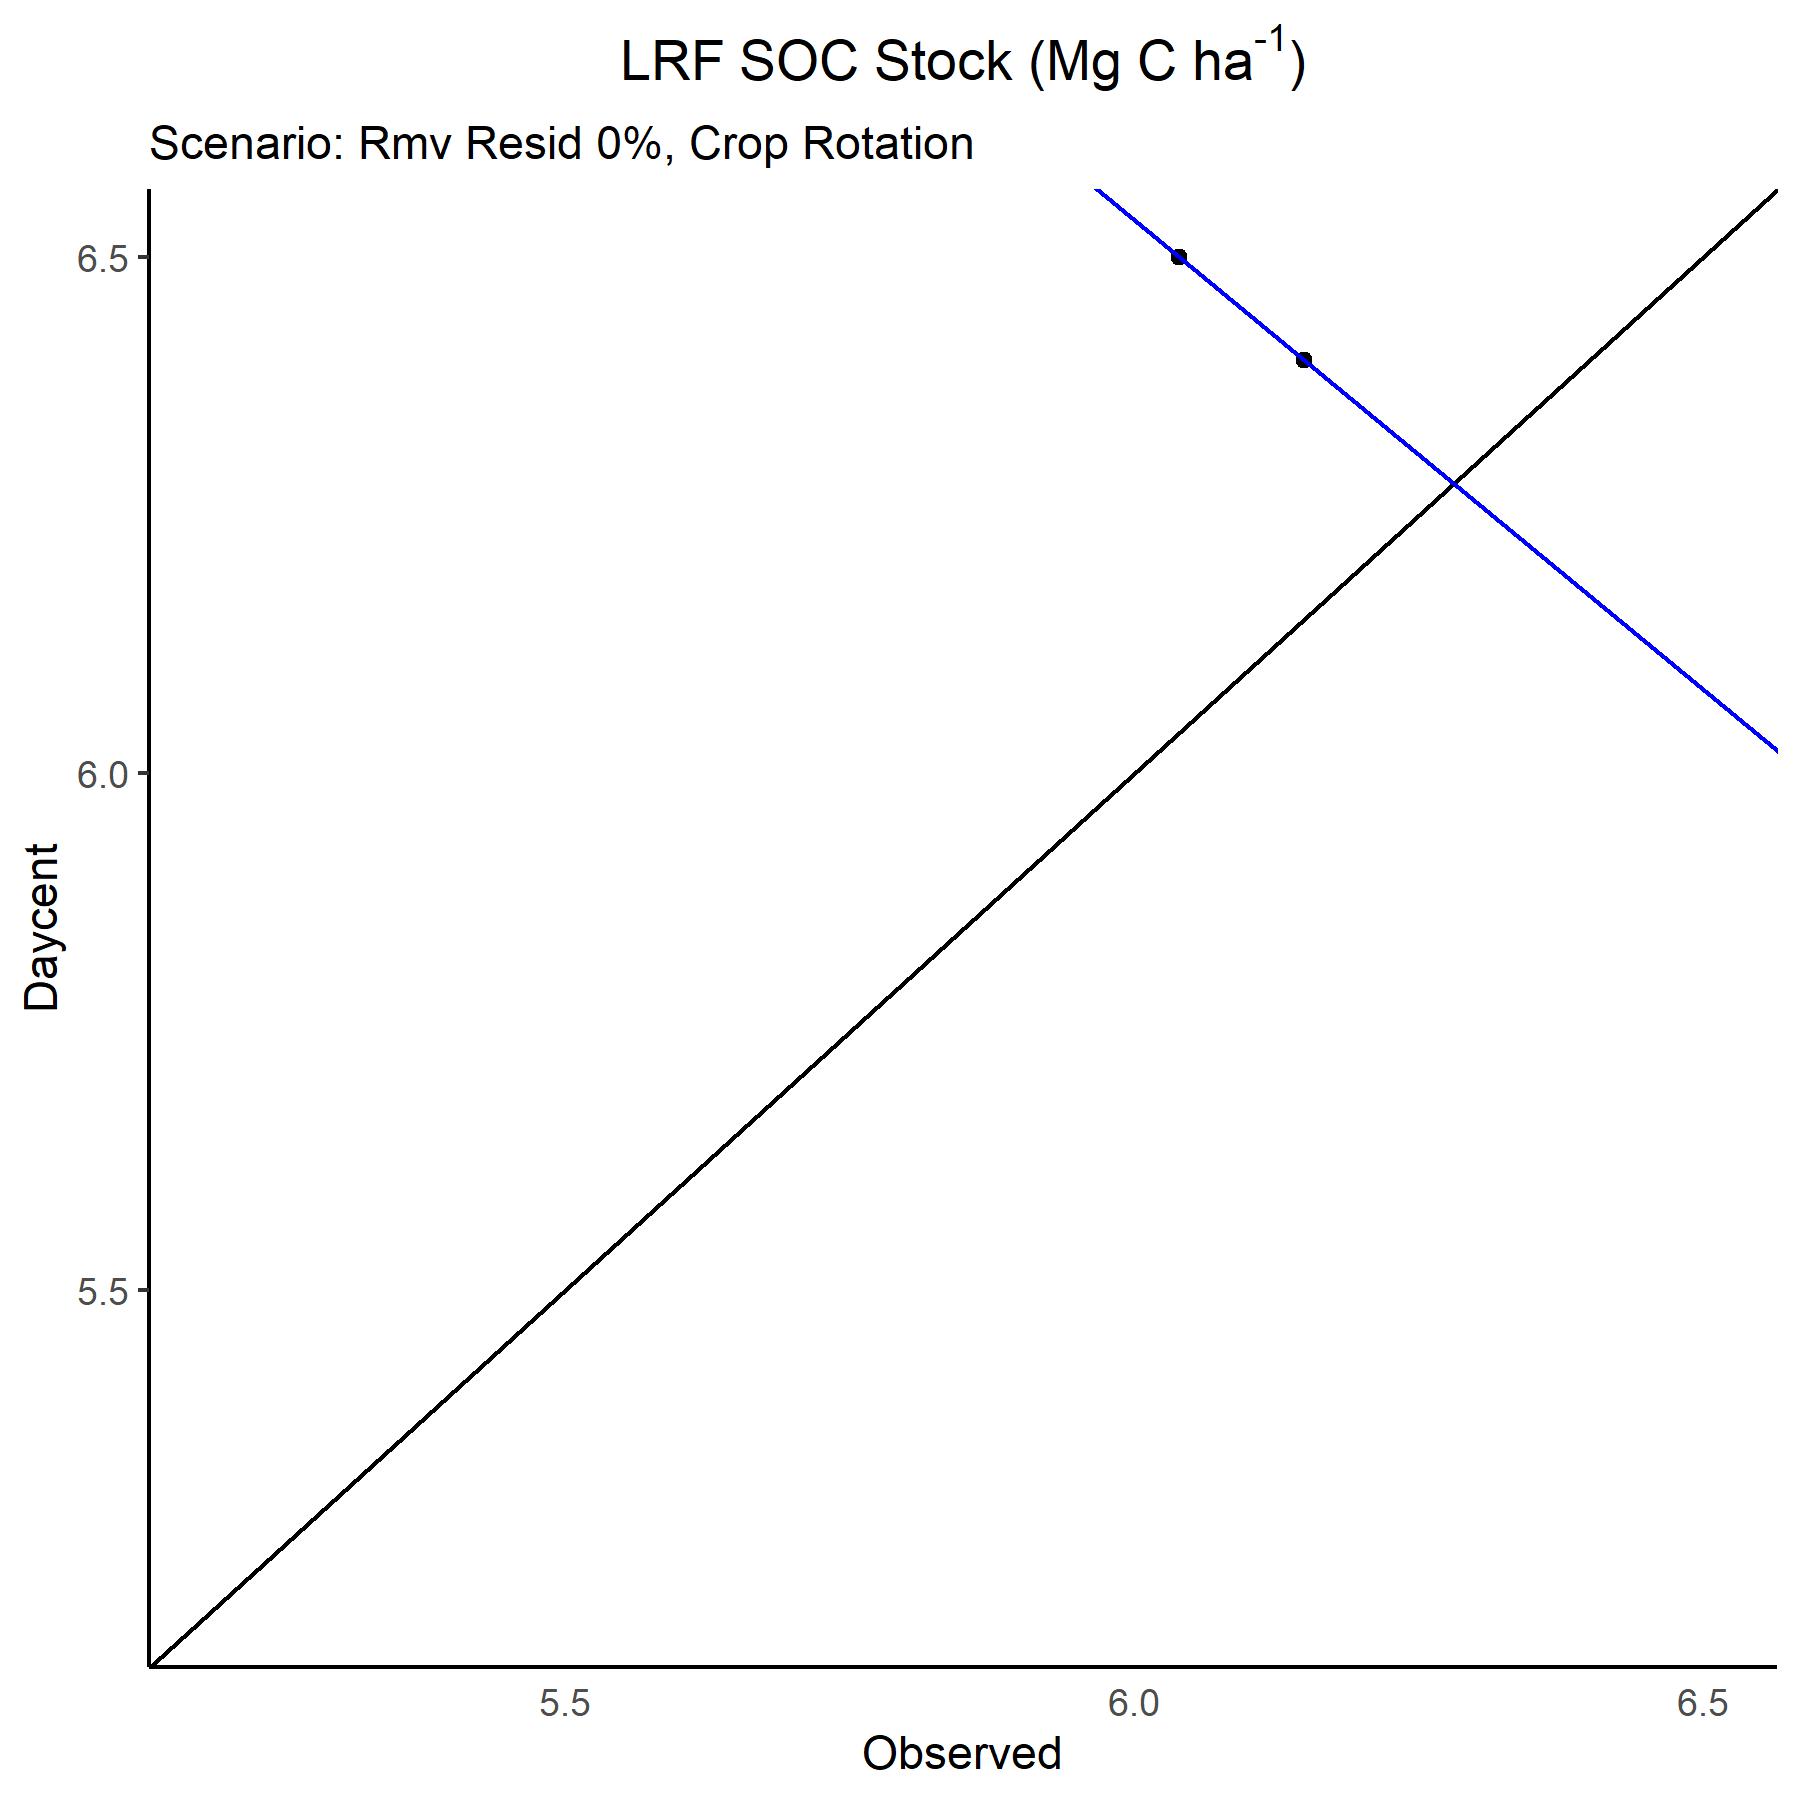 LRF SOC Stock (Mg C ha⁻¹)
Scenario: Rmv Resid 0%, Crop Rotation
6.5
6.0
5.5
Daycent
5.5 6.0 6.5
Observed